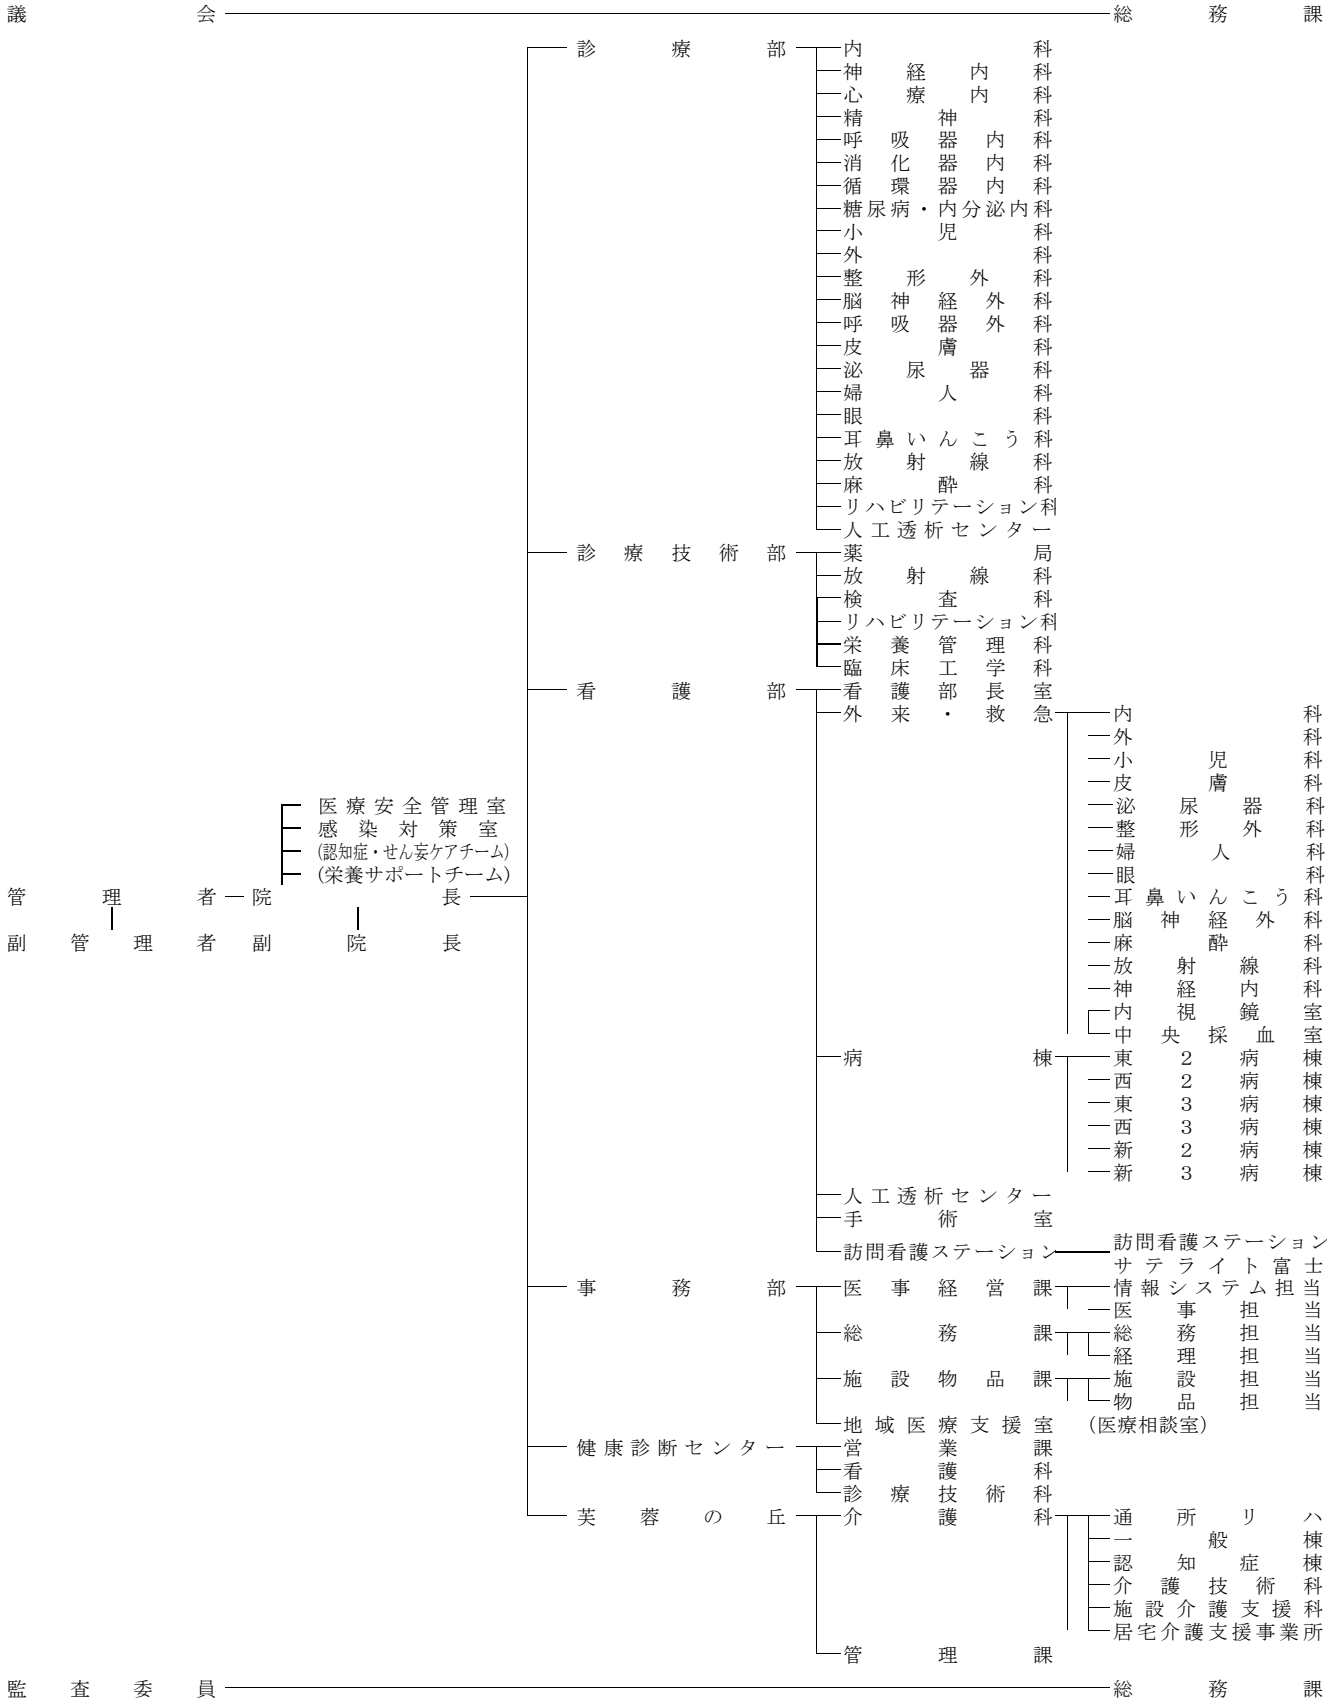 議会 総務課
診療部 内科
神経内科
心療内科
精神科
呼吸器内科
消化器内科
循環器内科
糖尿病・内分泌内科
小児科
外科
整形外科
脳神経外科
呼吸器外科
皮膚科
泌尿器科
婦人科
眼科
耳鼻いんこう科
放射線科
麻酔科
リハビリテーション科
人工透析センター
診療技術部 薬局
放射線科
検査科
リハビリテーション科
栄養管理科
臨床工学科
看護部 看護部長室
外来・救急 内科
外科
小児科
皮膚科
医療安全管理室 泌尿器科
感染対策室 整形外科
(認知症・せん妄ケアチーム) 婦人科
(栄養サポートチーム) 眼科
管理者 院長 耳鼻いんこう科
脳神経外科
副管理者 副院長 麻酔科
放射線科
神経内科
内視鏡室
中央採血室
病棟 東2病棟
西2病棟
東3病棟
西3病棟
新2病棟
新3病棟
人工透析センター
手術室
訪問看護ステーション 訪問看護ステーション
サテライト富士
事務部 医事経営課 情報システム担当
医事担当
総務課 総務担当
経理担当
施設物品課 施設担当
物品担当
地域医療支援室 (医療相談室)
健康診断センター 営業課
看護科
診療技術科
芙蓉の丘 介護科 通所リハ
一般棟
認知症棟
介護技術科
施設介護支援科
居宅介護支援事業所
管理課
監査委員 総務課